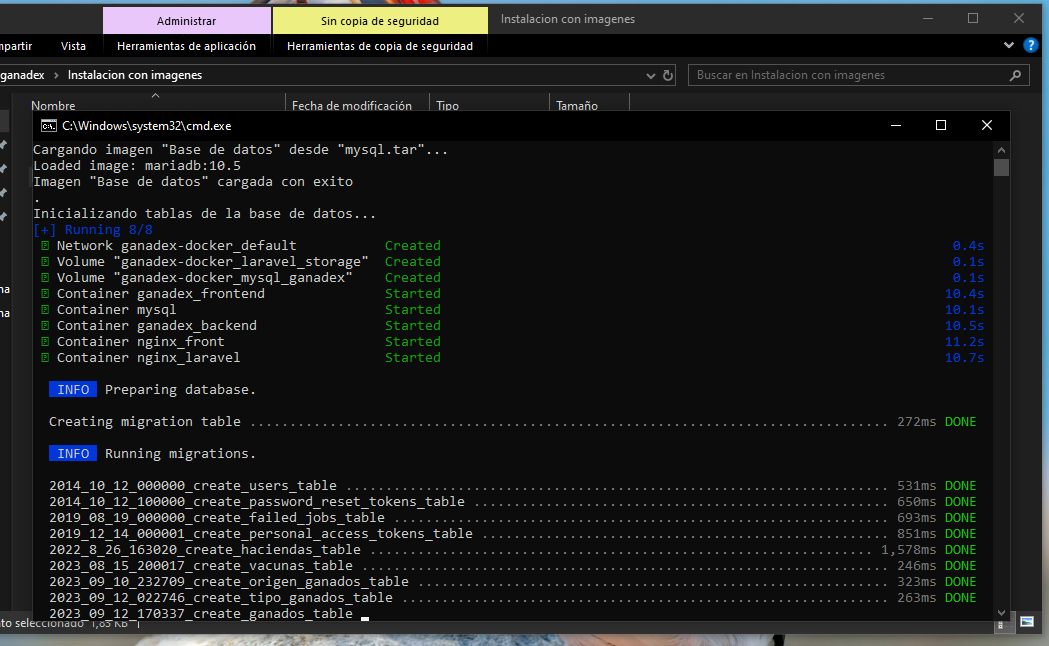 Administrar
Sin copia de seguridad
Instalacion con imagenes
mpartir
Vista
Herramientas de aplicación
Herramientas de copia de seguridad
?
ganadex > Instalacion con imagenes
Buscar en Instalacion con imagenes
Nombre
Fecha de modificación
Tipo
Tamaño
C:\Windows\system32\cmd.exe
Cargando imagen "Base de datos" desde "mysql.tar"...
Loaded image: mariadb:10.5
Imagen "Base de datos" cargada con exito
.
Inicializando tablas de la base de datos...
[+] Running 8/8
Network ganadex-docker_default Created 0.4s
Volume "ganadex-docker_laravel_storage" Created 0.1s
Volume "ganadex-docker_mysql_ganadex" Created 0.1s
Container ganadex_frontend Started 10.4s
Container mysql Started 10.1s
Container ganadex_backend Started 10.5s
Container nginx_front Started 11.2s
Container nginx_laravel Started 10.7s
INFO Preparing database.
Creating migration table ................................................................................ 272ms DONE
INFO Running migrations.
2014_10_12_000000_create_users_table .................................................................... 531ms DONE
2014_10_12_100000_create_password_reset_tokens_table .................................................... 650ms DONE
2019_08_19_000000_create_failed_jobs_table .............................................................. 693ms DONE
2019_12_14_000001_create_personal_access_tokens_table ................................................... 851ms DONE
2022_8_26_163020_create_haciendas_table ............................................................... 1,578ms DONE
2023_08_15_200017_create_vacunas_table .................................................................. 246ms DONE
2023_09_10_232709_create_origen_ganados_table ........................................................... 323ms DONE
2023_09_12_022746_create_tipo_ganados_table ............................................................. 263ms DONE
2023_09_12_170337_create_ganados_table
na
na
nto seleccionado 1,85 KB